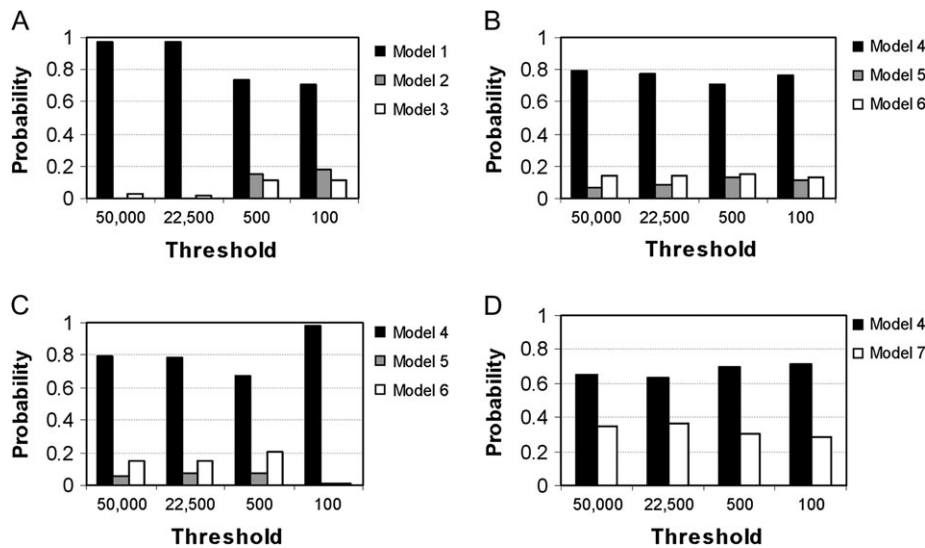 A
Probability
1
0.8
0.6
0.4
0.2
0
50,000 22,500 500 100
Threshold
Model 1
Model 2
Model 3
B
Probability
1
0.8
0.6
0.4
0.2
0
50,000 22,500 500 100
Threshold
Model 4
Model 5
Model 6
C
Probability
1
0.8
0.6
0.4
0.2
0
50,000 22,500 500 100
Threshold
Model 4
Model 5
Model 6
D
Probability
1
0.8
0.6
0.4
0.2
0
50,000 22,500 500 100
Threshold
Model 4
Model 7